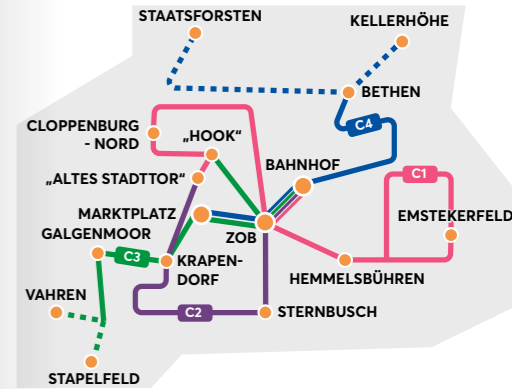 STAATSFORSTEN
KELLERHÖHE
BETHEN
CLOPPENBURG
- NORD
„HOOK“
C4
BAHNHOF
„ALTES STADTTOR“
C1
MARKTPLATZ
EMSTEKERFELD
GALGENMOOR
ZOB
C3
KRAPEN-
DORF
HEMMELSBÜHREN
VAHREN
C2
STERNBUSCH
STAPELFELD